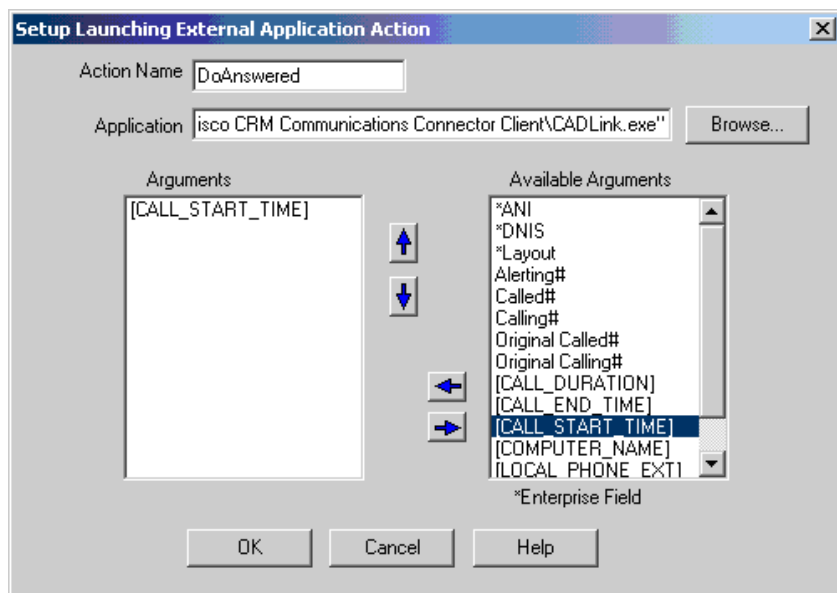 Setup Launching External Application Action
Action Name DoAnswered
Application isco CRM Communications Connector Client\CADLink.exe" Browse...
Arguments Available Arguments
[CALL_START_TIME]
*ANI
*DNIS
*Layout
Alerting#
Called#
Calling#
Original Called#
Original Calling#
[CALL_DURATION]
[CALL_END_TIME]
[CALL_START_TIME]
[COMPUTER_NAME]
[LOCAL_PHONE_EXT]
*Enterprise Field
OK Cancel Help